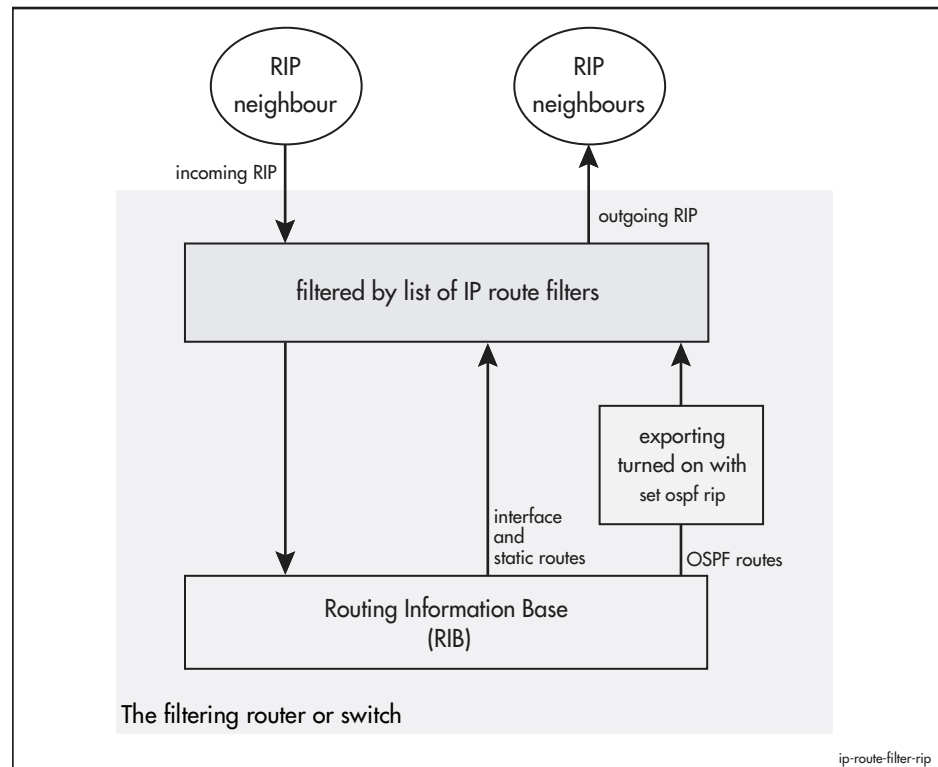 RIP
neighbour
RIP
neighbours
incoming RIP
outgoing RIP
filtered by list of IP route filters
exporting
turned on with
set ospf rip
interface
and
static routes
OSPF routes
Routing Information Base
(RIB)
The filtering router or switch
ip-route-filter-rip